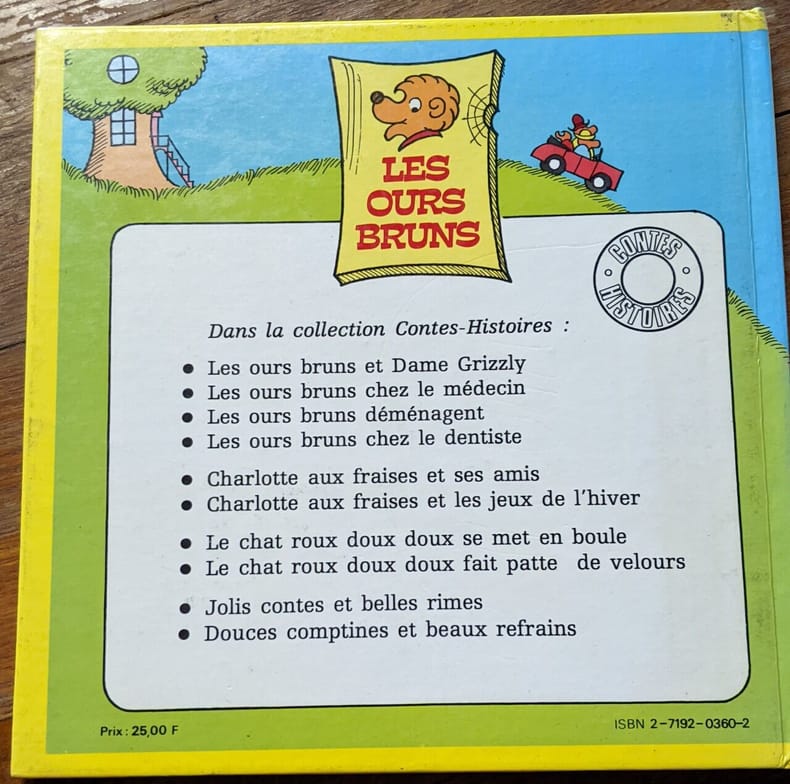 LES
OURS
BRUNS
CONTES
HISTOIRES
Dans la collection Contes-Histoires :
• Les ours bruns et Dame Grizzly
• Les ours bruns chez le médecin
• Les ours bruns déménagent
• Les ours bruns chez le dentiste
• Charlotte aux fraises et ses amis
• Charlotte aux fraises et les jeux de l'hiver
• Le chat roux doux doux se met en boule
• Le chat roux doux doux fait patte de velours
• Jolis contes et belles rimes
• Douces comptines et beaux refrains
Prix : 25,00 F
ISBN 2-7192-0360-2